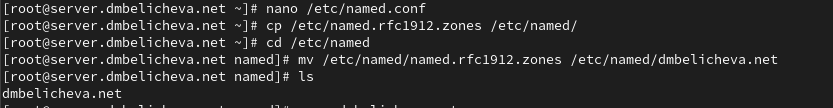 [root@server.dmbelicheva.net ~]# nano /etc/named.conf
[root@server.dmbelicheva.net ~]# cp /etc/named.rfc1912.zones /etc/named/
[root@server.dmbelicheva.net ~]# cd /etc/named
[root@server.dmbelicheva.net named]# mv /etc/named/named.rfc1912.zones /etc/named/dmbelicheva.net
[root@server.dmbelicheva.net named]# ls
dmbelicheva.net